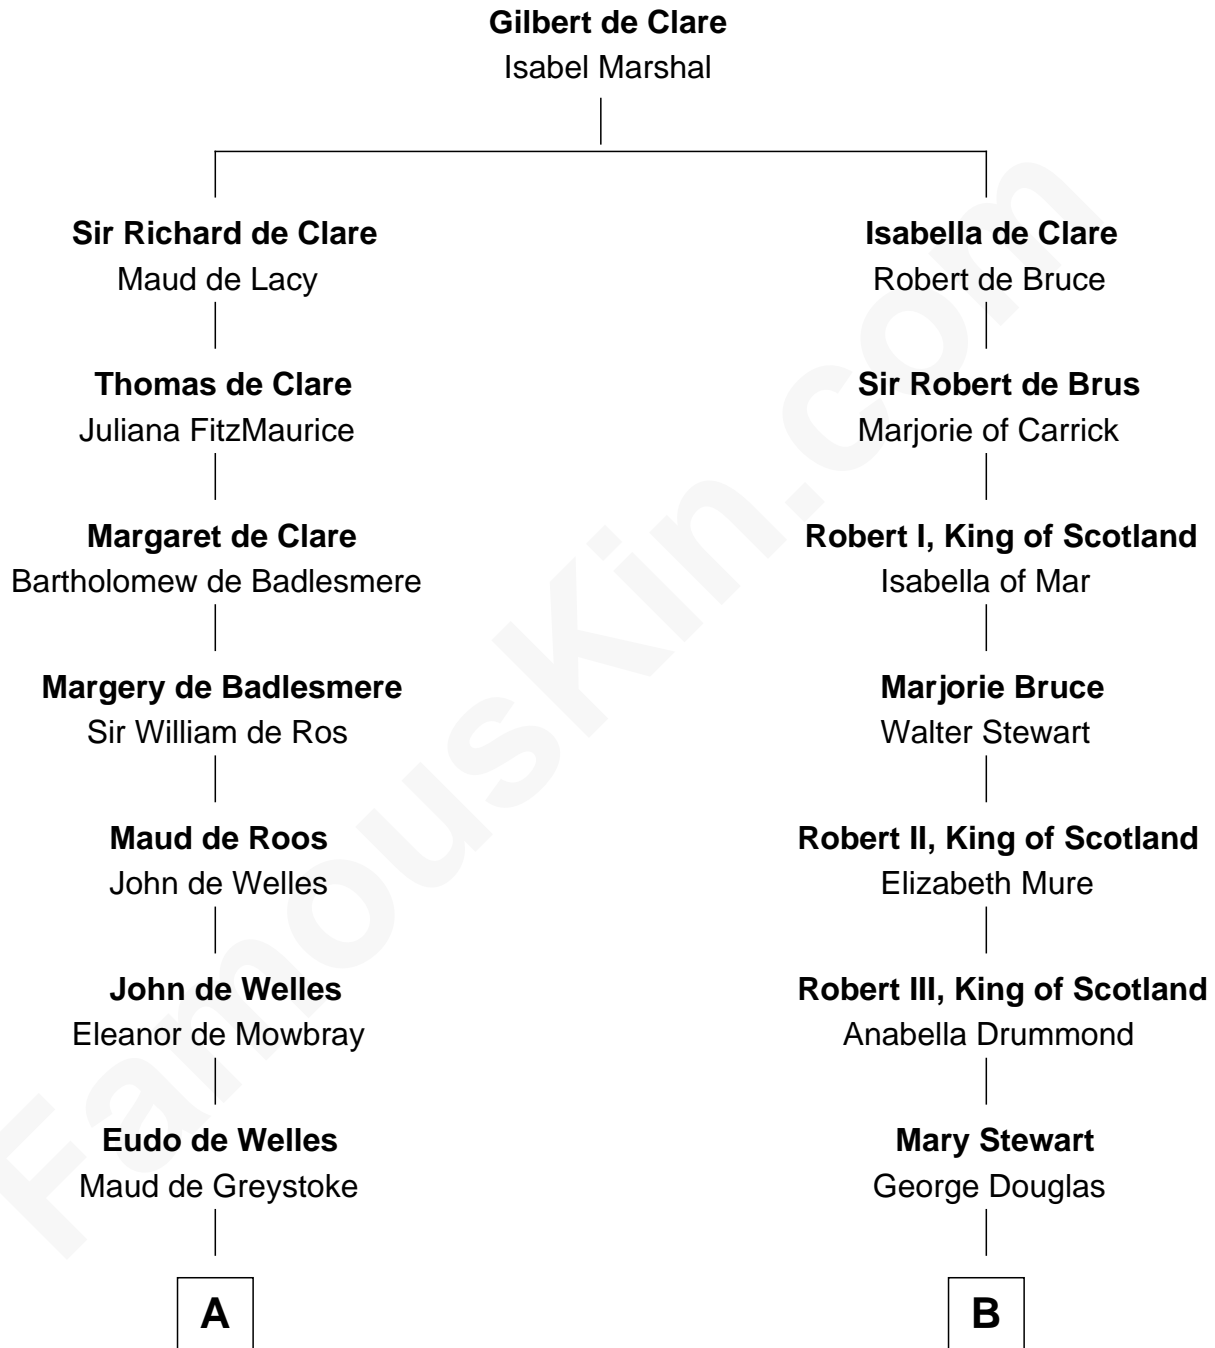 Gilbert de Clare
Isabel Marshal
Sir Richard de Clare
Maud de Lacy
Thomas de Clare
Juliana FitzMaurice
Margaret de Clare
Bartholomew de Badlesmere
Margery de Badlesmere
Sir William de Ros
Maud de Roos
John de Welles
John de Welles
Eleanor de Mowbray
Eudo de Welles
Maud de Greystoke
A
Isabella de Clare
Robert de Bruce
Sir Robert de Brus
Marjorie of Carrick
Robert I, King of Scotland
Isabella of Mar
Marjorie Bruce
Walter Stewart
Robert II, King of Scotland
Elizabeth Mure
Robert III, King of Scotland
Anabella Drummond
Mary Stewart
George Douglas
B
FamousKin.com